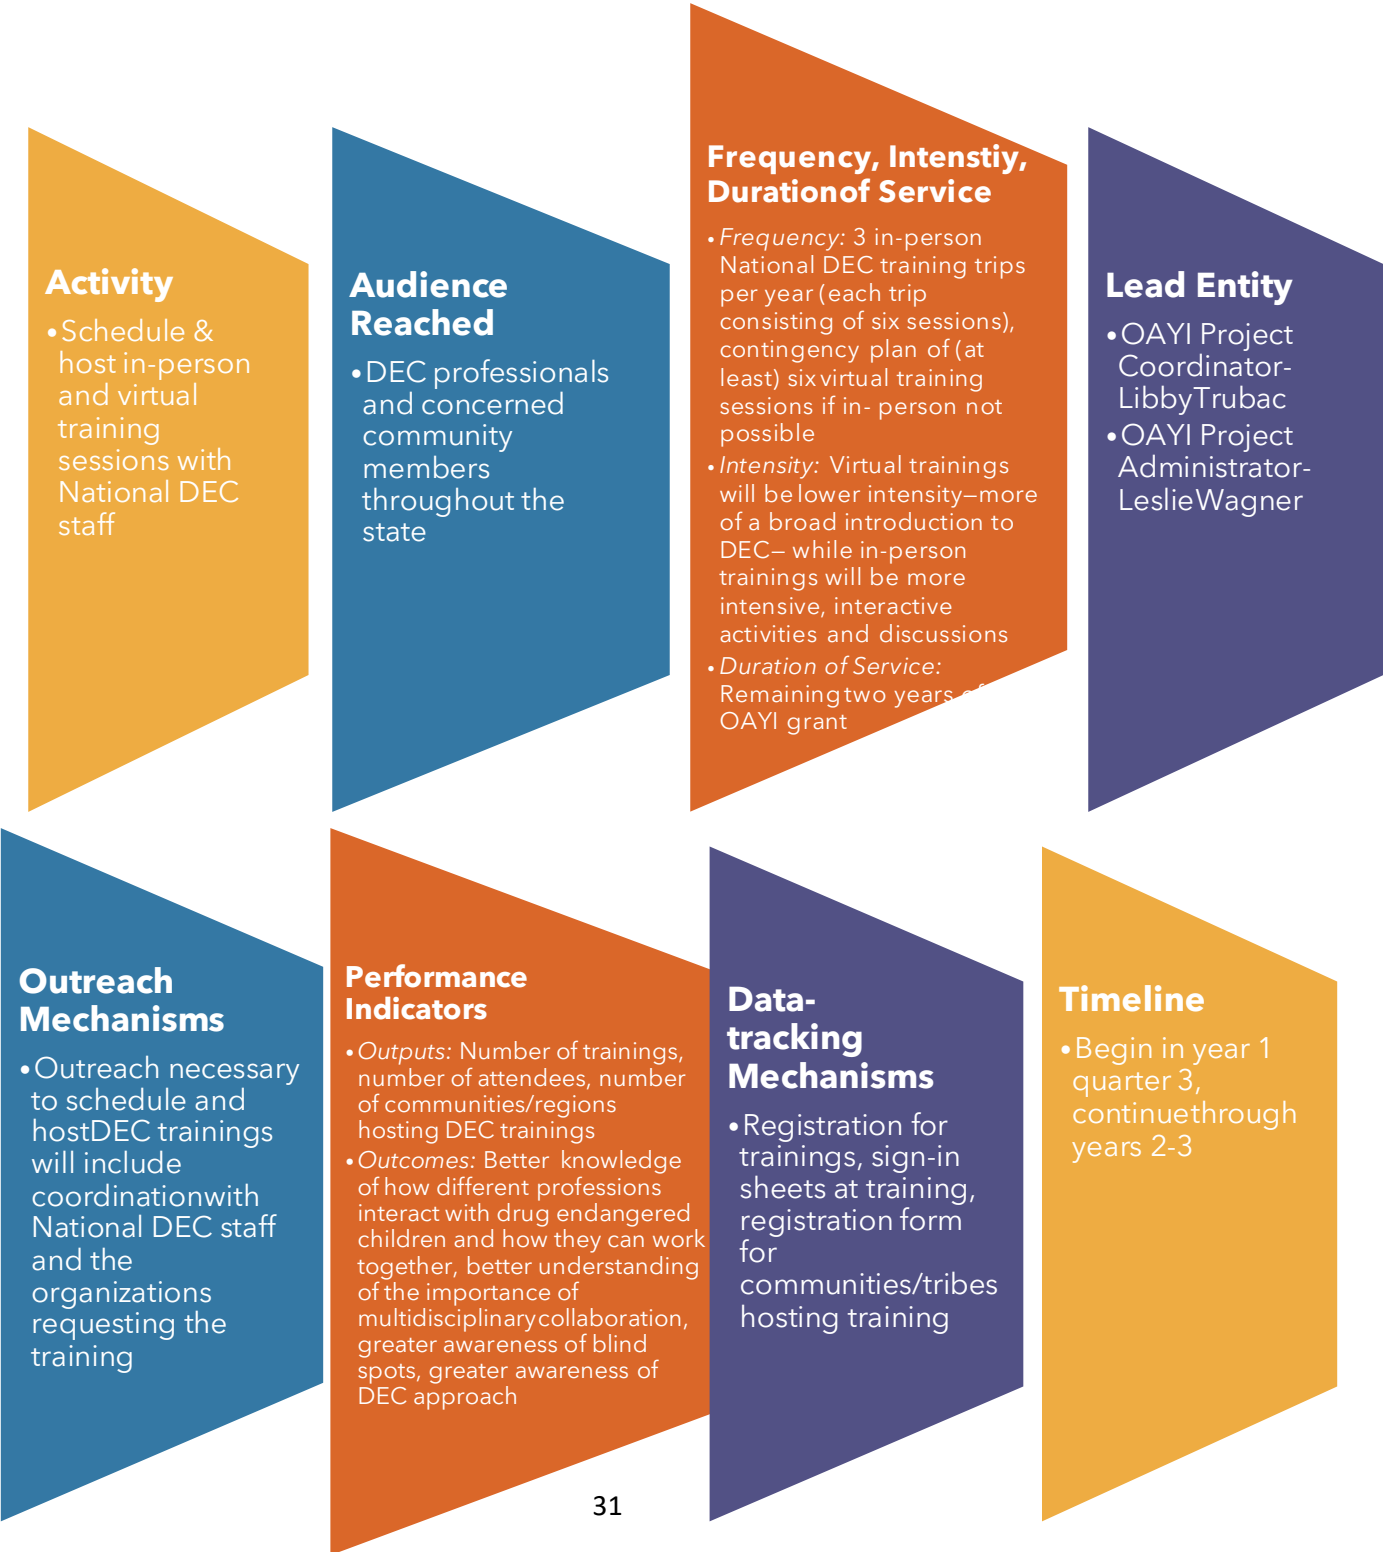 Activity
•Schedule &
host in-person
and virtual
training
sessions with
National DEC
staff
Audience
Reached
•DEC professionals
and concerned
community
members
throughout the
state
Frequency, Intenstiy,
Durationof Service
•Frequency: 3 in-person
National DEC training trips
per year (each trip
consisting of six sessions),
contingency plan of (at
least) six virtual training
sessions if in- person not
possible
•Intensity: Virtual trainings
will be lower intensity—more
of a broad introduction to
DEC— while in-person
trainings will be more
intensive, interactive
activities and discussions
•Duration of Service:
Remaining two years of
OAYI grant
Lead Entity
•OAYI Project
Coordinator-
LibbyTrubac
•OAYI Project
Administrator-
LeslieWagner
Outreach
Mechanisms
•Outreach necessary
to schedule and
hostDEC trainings
will include
coordinationwith
National DEC staff
and the
organizations
requesting the
training
Performance
Indicators
•Outputs: Number of trainings,
number of attendees, number
of communities/regions
hosting DEC trainings
•Outcomes: Better knowledge
of how different professions
interact with drug endangered
children and how they can work
together, better understanding
of the importance of
multidisciplinary collaboration,
greater awareness of blind
spots, greater awareness of
DEC approach
Data-
tracking
Mechanisms
•Registration for
trainings, sign-in
sheets at training,
registration form
for
communities/tribes
hosting training
Timeline
•Begin in year 1
quarter 3,
continuethrough
years 2-3
31